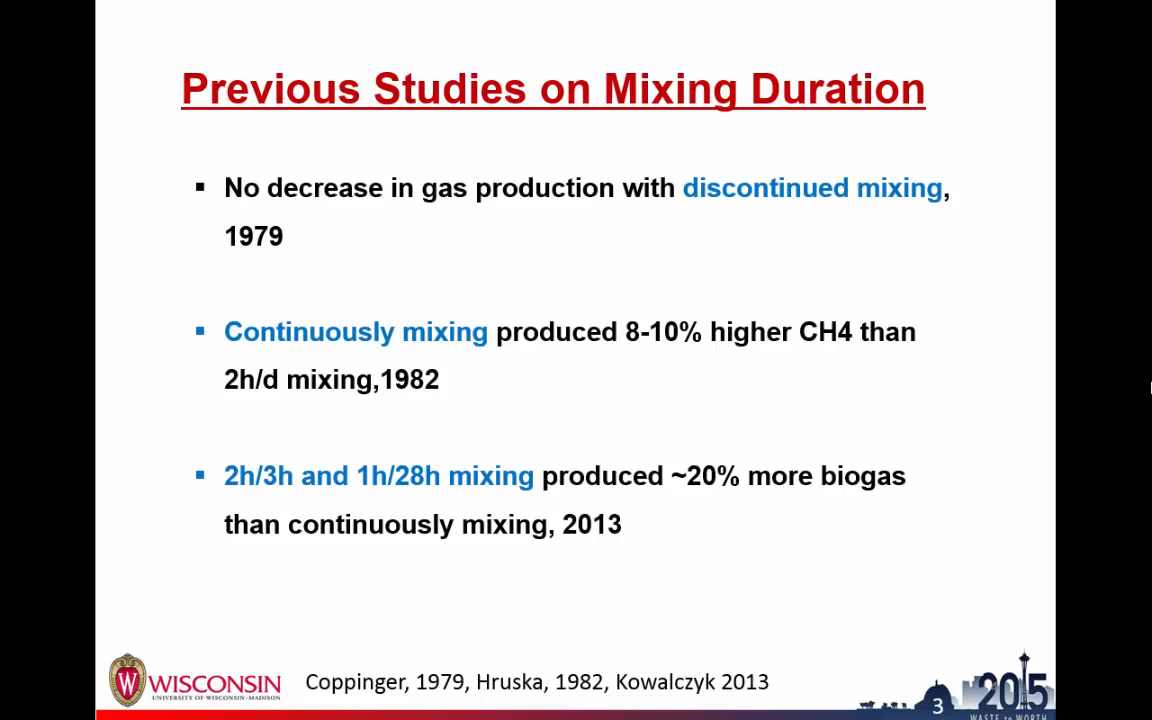 Previous Studies on Mixing Duration
▪ No decrease in gas production with discontinued mixing,
1979
▪ Continuously mixing produced 8-10% higher CH4 than
2h/d mixing,1982
▪ 2h/3h and 1h/28h mixing produced ~20% more biogas
than continuously mixing, 2013
W WISCONSIN
UNIVERSITY OF WISCONSIN-MADISON
Coppinger, 1979, Hruska, 1982, Kowalczyk 2013
3
2015
WASTE to WORTH